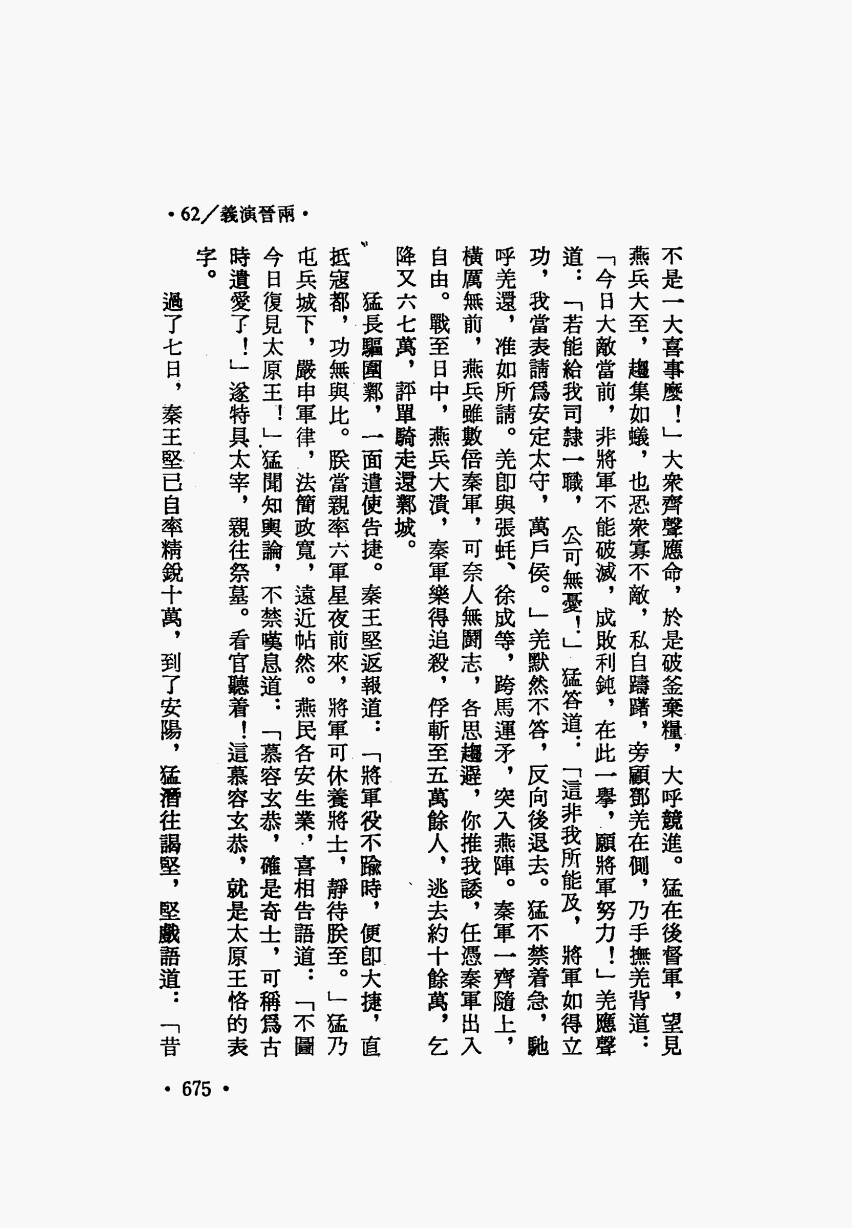 •62／義演晉兩•
不是一大喜事麼！」大衆齊聲應命，於是破釜棄糧，大呼競進。猛在後督軍，望見
燕兵大至，趨集如蟻，也恐衆寡不敵，私自躊躇，旁顧鄧羌在側，乃手撫羌背道：
「今日大敵當前，非將軍不能破滅，成敗利鈍，在此一舉，願將軍努力！」羌應聲
道：「若能給我司隸一職，公可無憂！」猛答道：「這非我所能及，將軍如得立
功，我當表請爲安定太守，萬戶侯。」羌默然不答，反向後退去。猛不禁着急，馳
呼羌還，准如所請。羌卽與張蚝、徐成等，跨馬運矛，突入燕陣。秦軍一齊隨上，
橫厲無前，燕兵雖數倍秦軍，可奈人無鬭志，各思趨避，你推我諉，任憑秦軍出入
自由。戰至日中，燕兵大潰，秦軍樂得追殺，俘斬至五萬餘人，逃去約十餘萬，乞
降又六七萬，評單騎走還鄴城。
猛長驅圍鄴，一面遣使告捷。秦王堅返報道：「將軍役不踰時，便卽大捷，直
抵寇都，功無與比。朕當親率六軍星夜前來，將軍可休養將士，靜待朕至。」猛乃
屯兵城下，嚴申軍律，法簡政寬，遠近帖然。燕民各安生業，喜相告語道：「不圖
今日復見太原王！」猛聞知輿論，不禁嘆息道：「慕容玄恭，確是奇士，可稱爲古
時遺愛了！」遂特具太宰，親往祭墓。看官聽着！這慕容玄恭，就是太原王恪的表
字。
過了七日，秦王堅已自率精銳十萬，到了安陽，猛潛往謁堅，堅戲語道：「昔
•675•